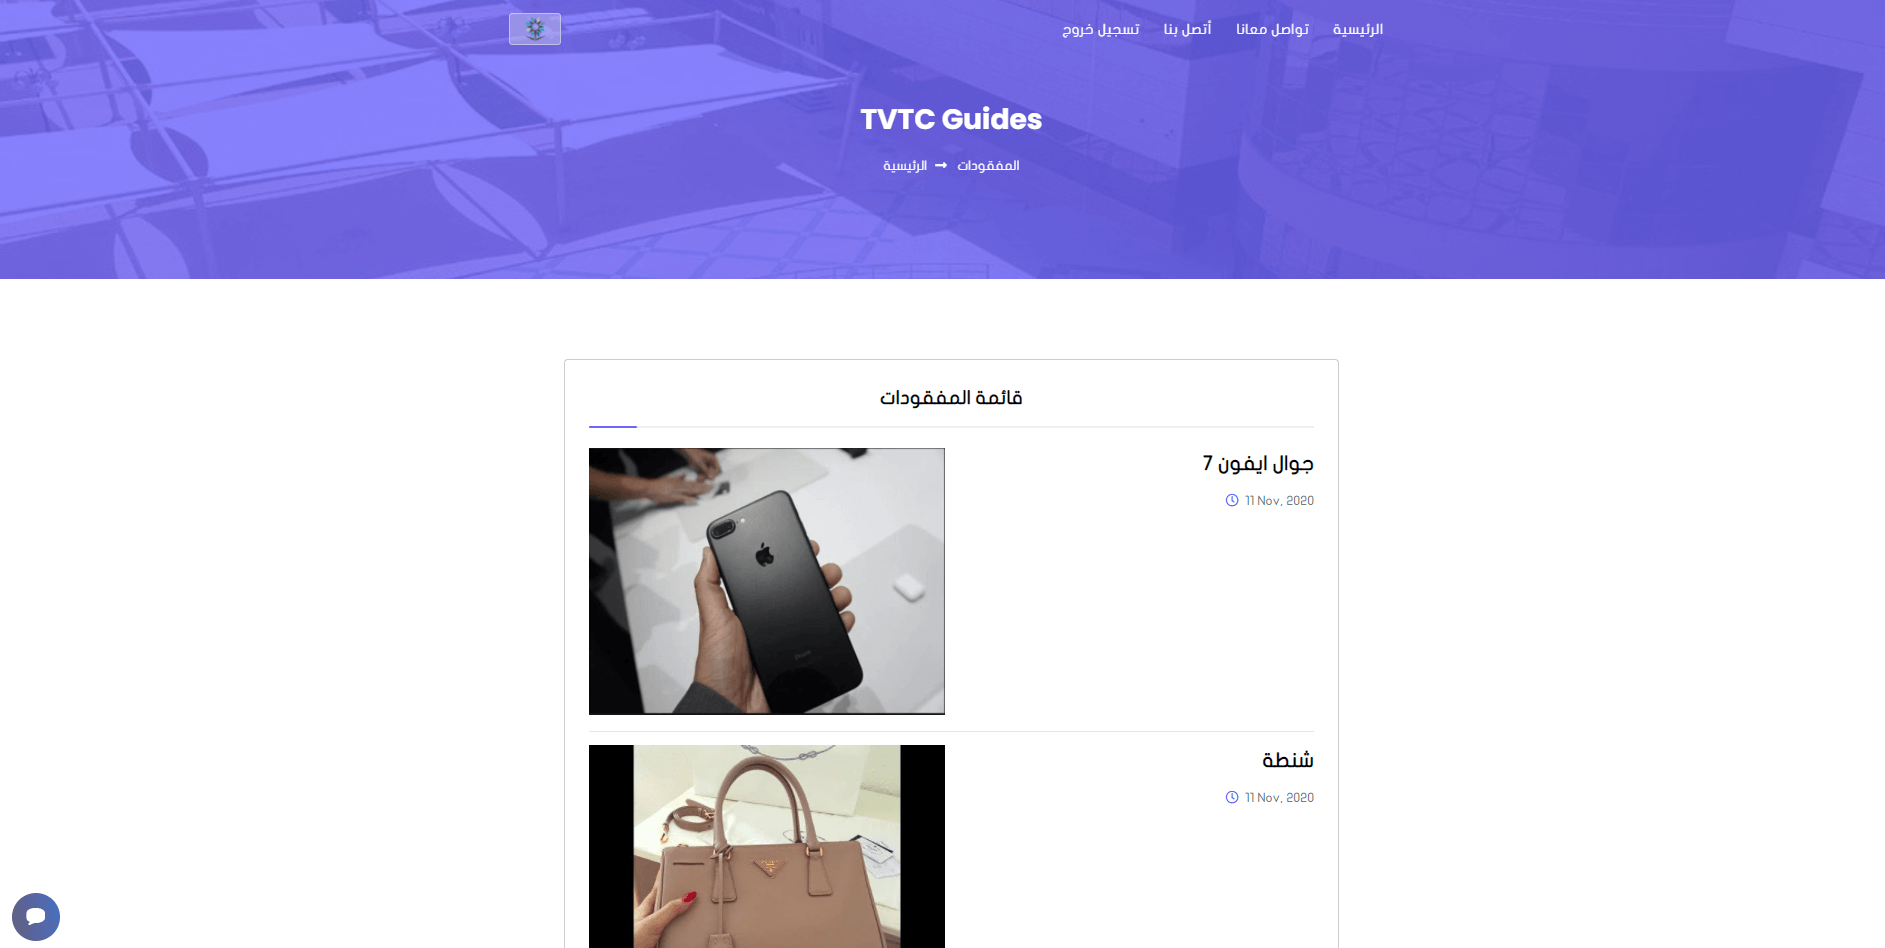 الرئيسية
تواصل معانا
أتصل بنا
تسجيل خروج
TVTC Guides
المفقودات
الرئيسية
قائمة المفقودات
جوال ايفون 7
11 Nov, 2020
شنطة
11 Nov, 2020